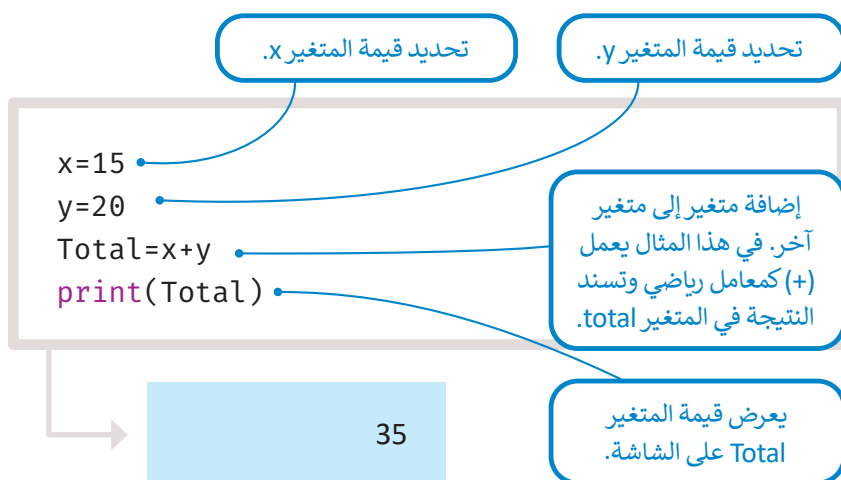 تحديد قيمة المتغير x.
تحديد قيمة المتغير y.
x=15
y=20
Total=x+y
print(Total)
إضافة متغير إلى متغير
آخر. في هذا المثال يعمل
(+) كمعامل رياضي وتسند
النتيجة في المتغير total.
يعرض قيمة المتغير
Total على الشاشة.
35